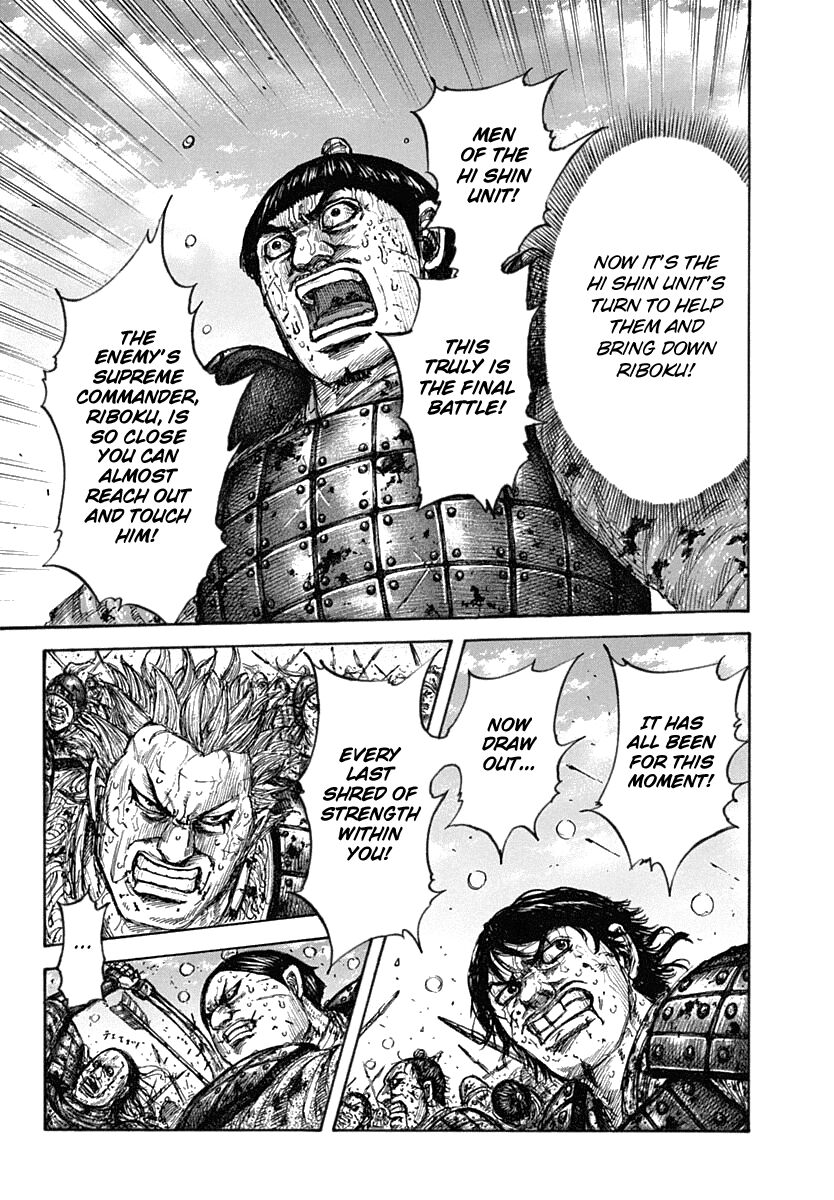 NOW IT'S THE
HI SHIN UNIT'S
TURN TO HELP
THEM AND
BRING DOWN
RIBOKU!
MEN
OF THE
HI SHIN
UNIT!
THIS
TRULY IS
THE FINAL
BATTLE!
THE
ENEMY'S
SUPREME
COMMANDER,
RIBOKU, IS
SO CLOSE
YOU CAN
ALMOST
REACH OUT
AND TOUCH
HIM!
IT HAS
ALL BEEN
FOR THIS
MOMENT!
NOW
DRAW
OUT...
EVERY
LAST
SHRED OF
STRENGTH
WITHIN
YOU!
...